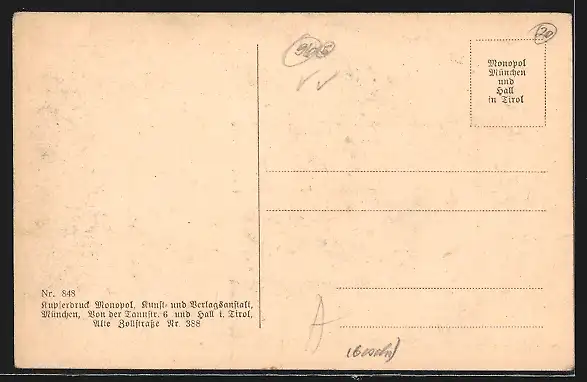 20
Monopol
München
und
Hall
in Tirol
Nr. 848
Kupferdruck Monopol, Kunst- und Verlagsanstalt,
München, Von der Tannstr. 6 und Hall i. Tirol,
Alte Zollstraße Nr. 388
A